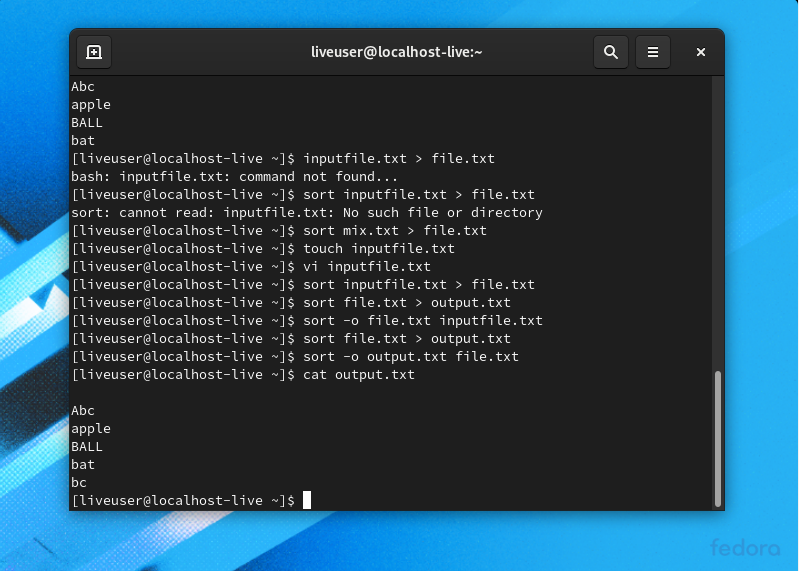 liveuser@localhost-live:~
Abc
apple
BALL
bat
[liveuser@localhost-live ~]$ inputfile.txt > file.txt
bash: inputfile.txt: command not found...
[liveuser@localhost-live ~]$ sort inputfile.txt > file.txt
sort: cannot read: inputfile.txt: No such file or directory
[liveuser@localhost-live ~]$ sort mix.txt > file.txt
[liveuser@localhost-live ~]$ touch inputfile.txt
[liveuser@localhost-live ~]$ vi inputfile.txt
[liveuser@localhost-live ~]$ sort inputfile.txt > file.txt
[liveuser@localhost-live ~]$ sort file.txt > output.txt
[liveuser@localhost-live ~]$ sort -o file.txt inputfile.txt
[liveuser@localhost-live ~]$ sort file.txt > output.txt
[liveuser@localhost-live ~]$ sort -o output.txt file.txt
[liveuser@localhost-live ~]$ cat output.txt

Abc
apple
BALL
bat
bc
[liveuser@localhost-live ~]$
fedora